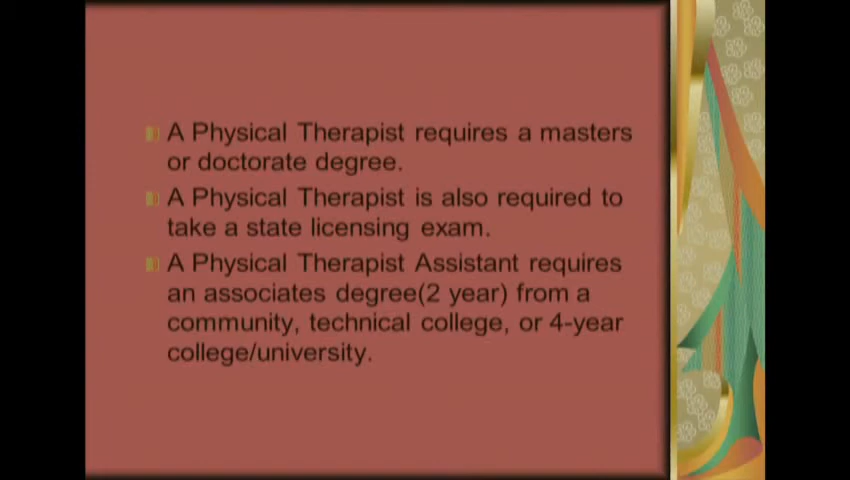 A Physical Therapist requires a masters
or doctorate degree.
A Physical Therapist is also required to
take a state licensing exam.
A Physical Therapist Assistant requires
an associates degree(2 year) from a
community, technical college, or 4-year
college/university.